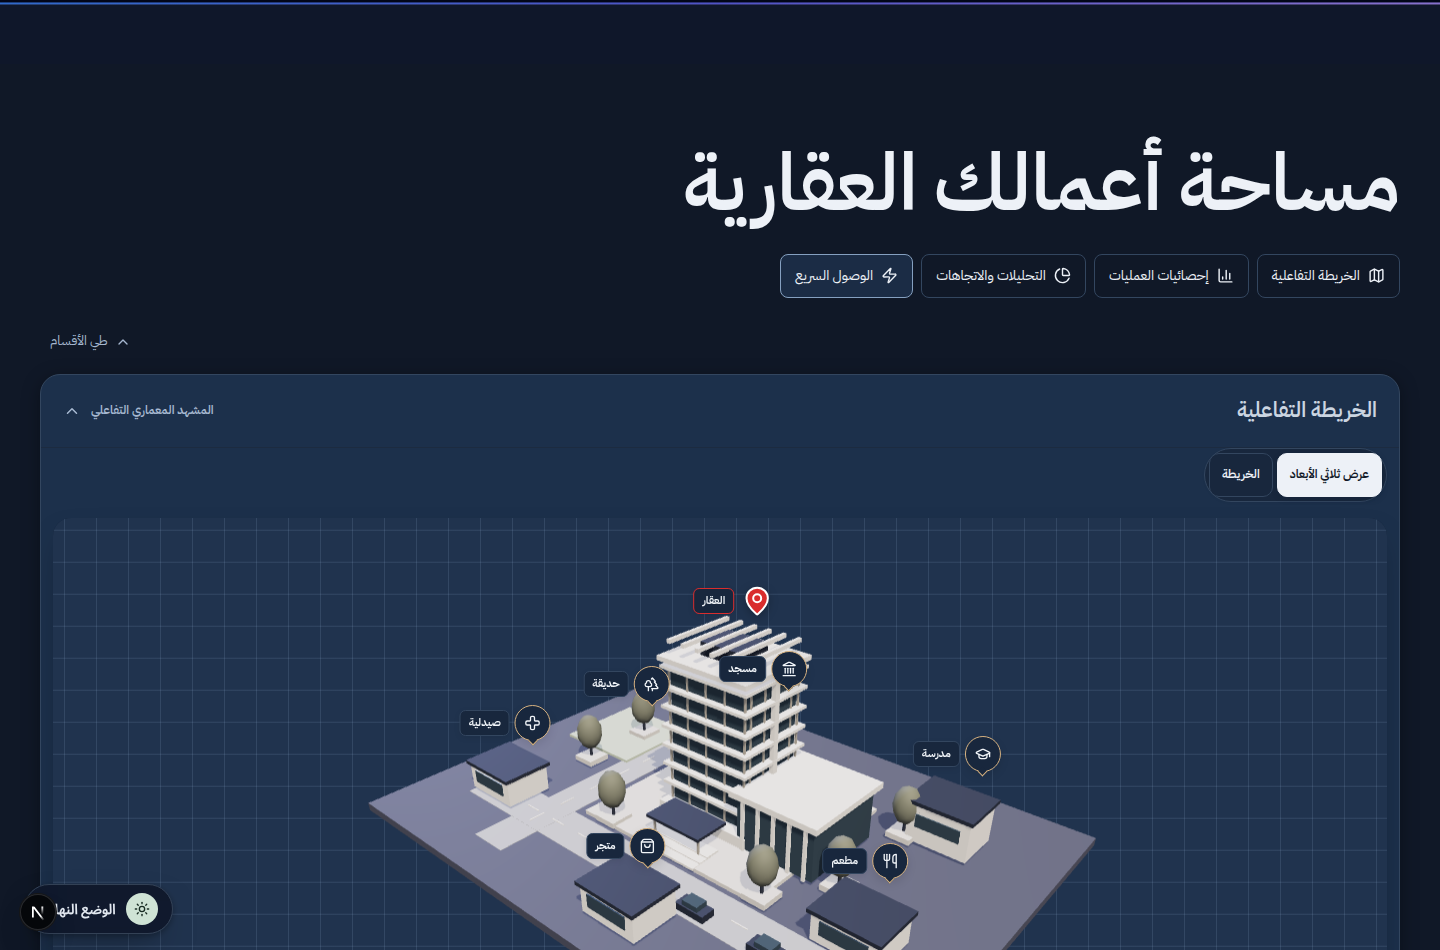 مساحة أعمالك العقارية
الخريطة التفاعلية
إحصائيات العمليات
التحليلات والاتجاهات
الوصول السريع
طي الأقسام
الخريطة التفاعلية
المشهد المعماري التفاعلي
عرض ثلاثي الأبعاد
الخريطة
العقار
مسجد
حديقة
صيدلية
مدرسة
متجر
مطعم
الوضع النها
N